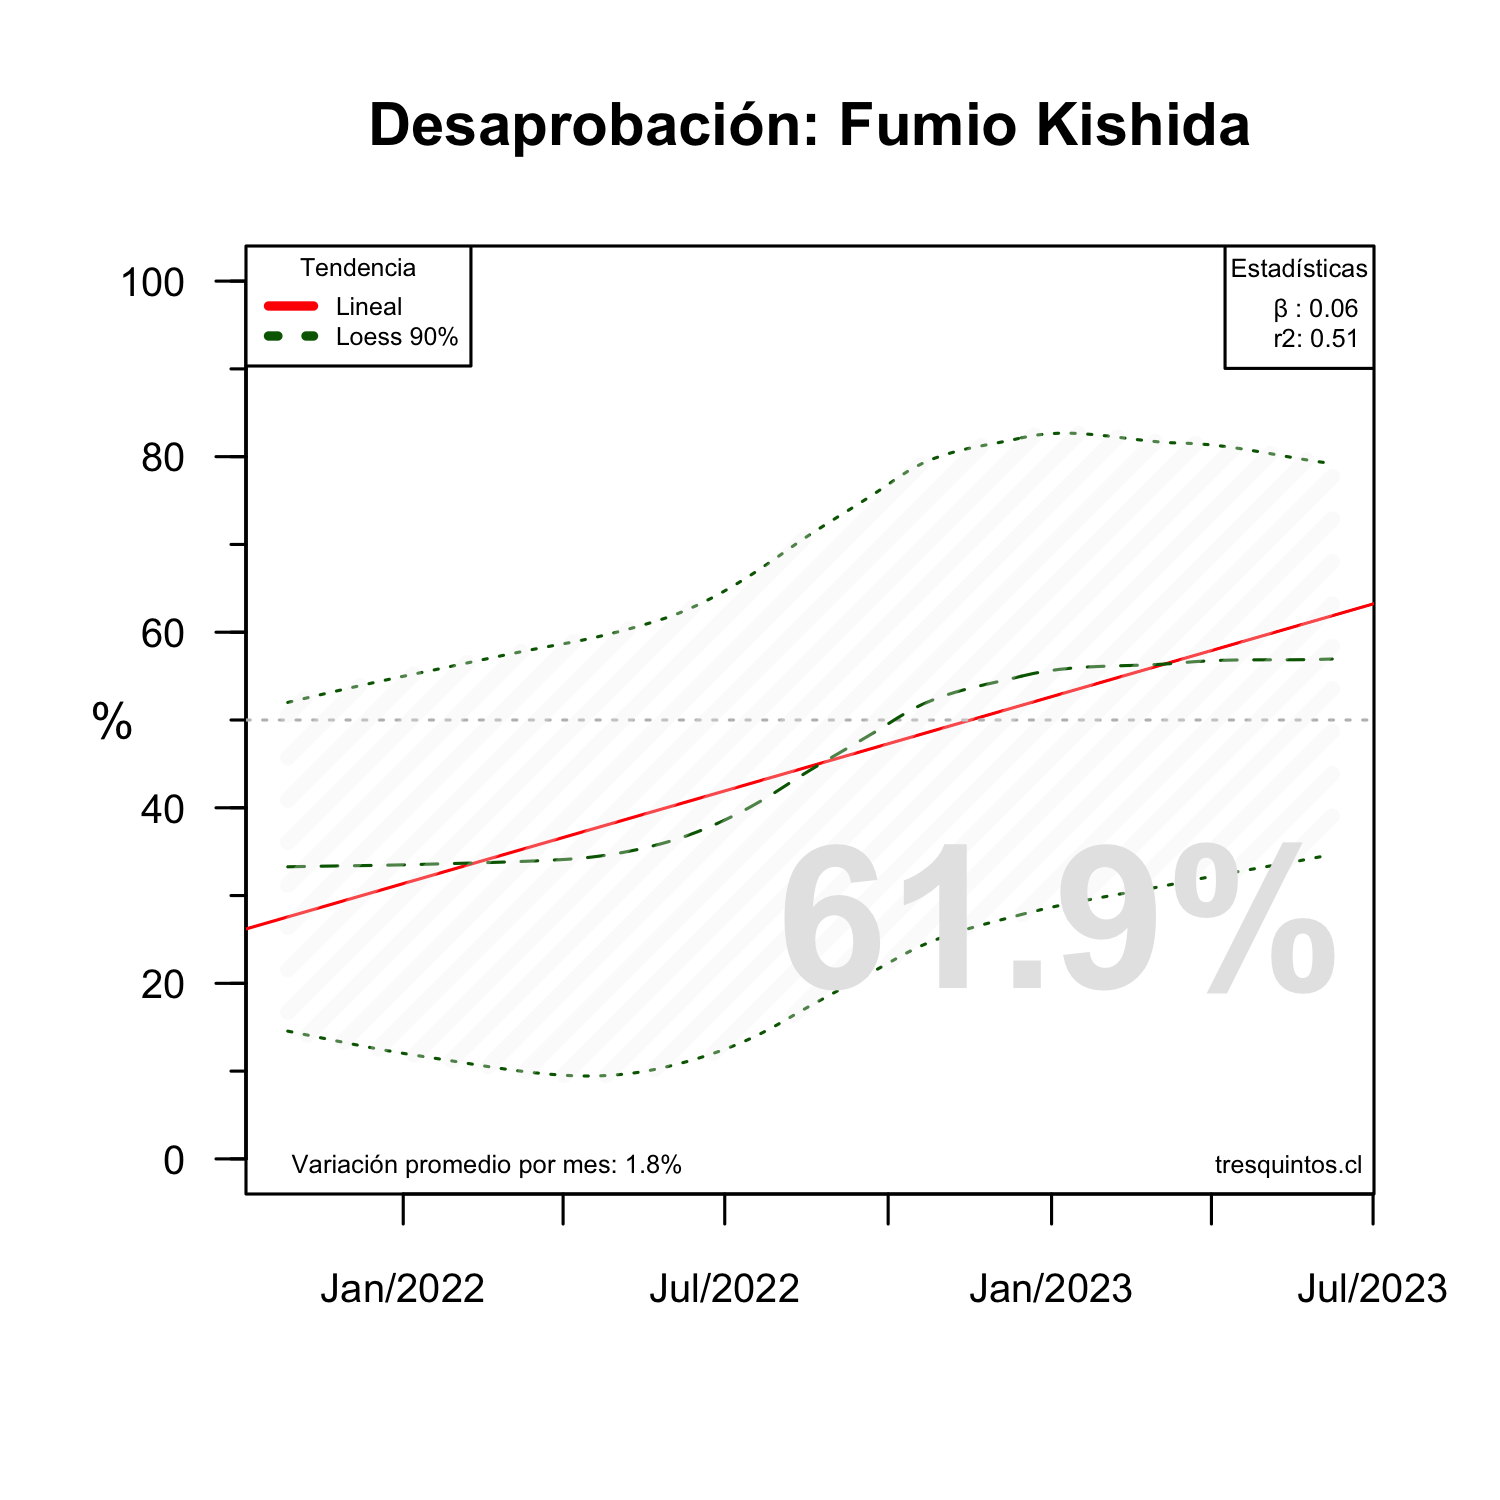 Desaprobación: Fumio Kishida
Tendencia
Lineal
Loess 90%
Estadísticas
β : 0.06
r2: 0.51
100
80
60
%
40
20
0
61.9%
Variación promedio por mes: 1.8%
tresquintos.cl
Jan/2022
Jul/2022
Jan/2023
Jul/2023